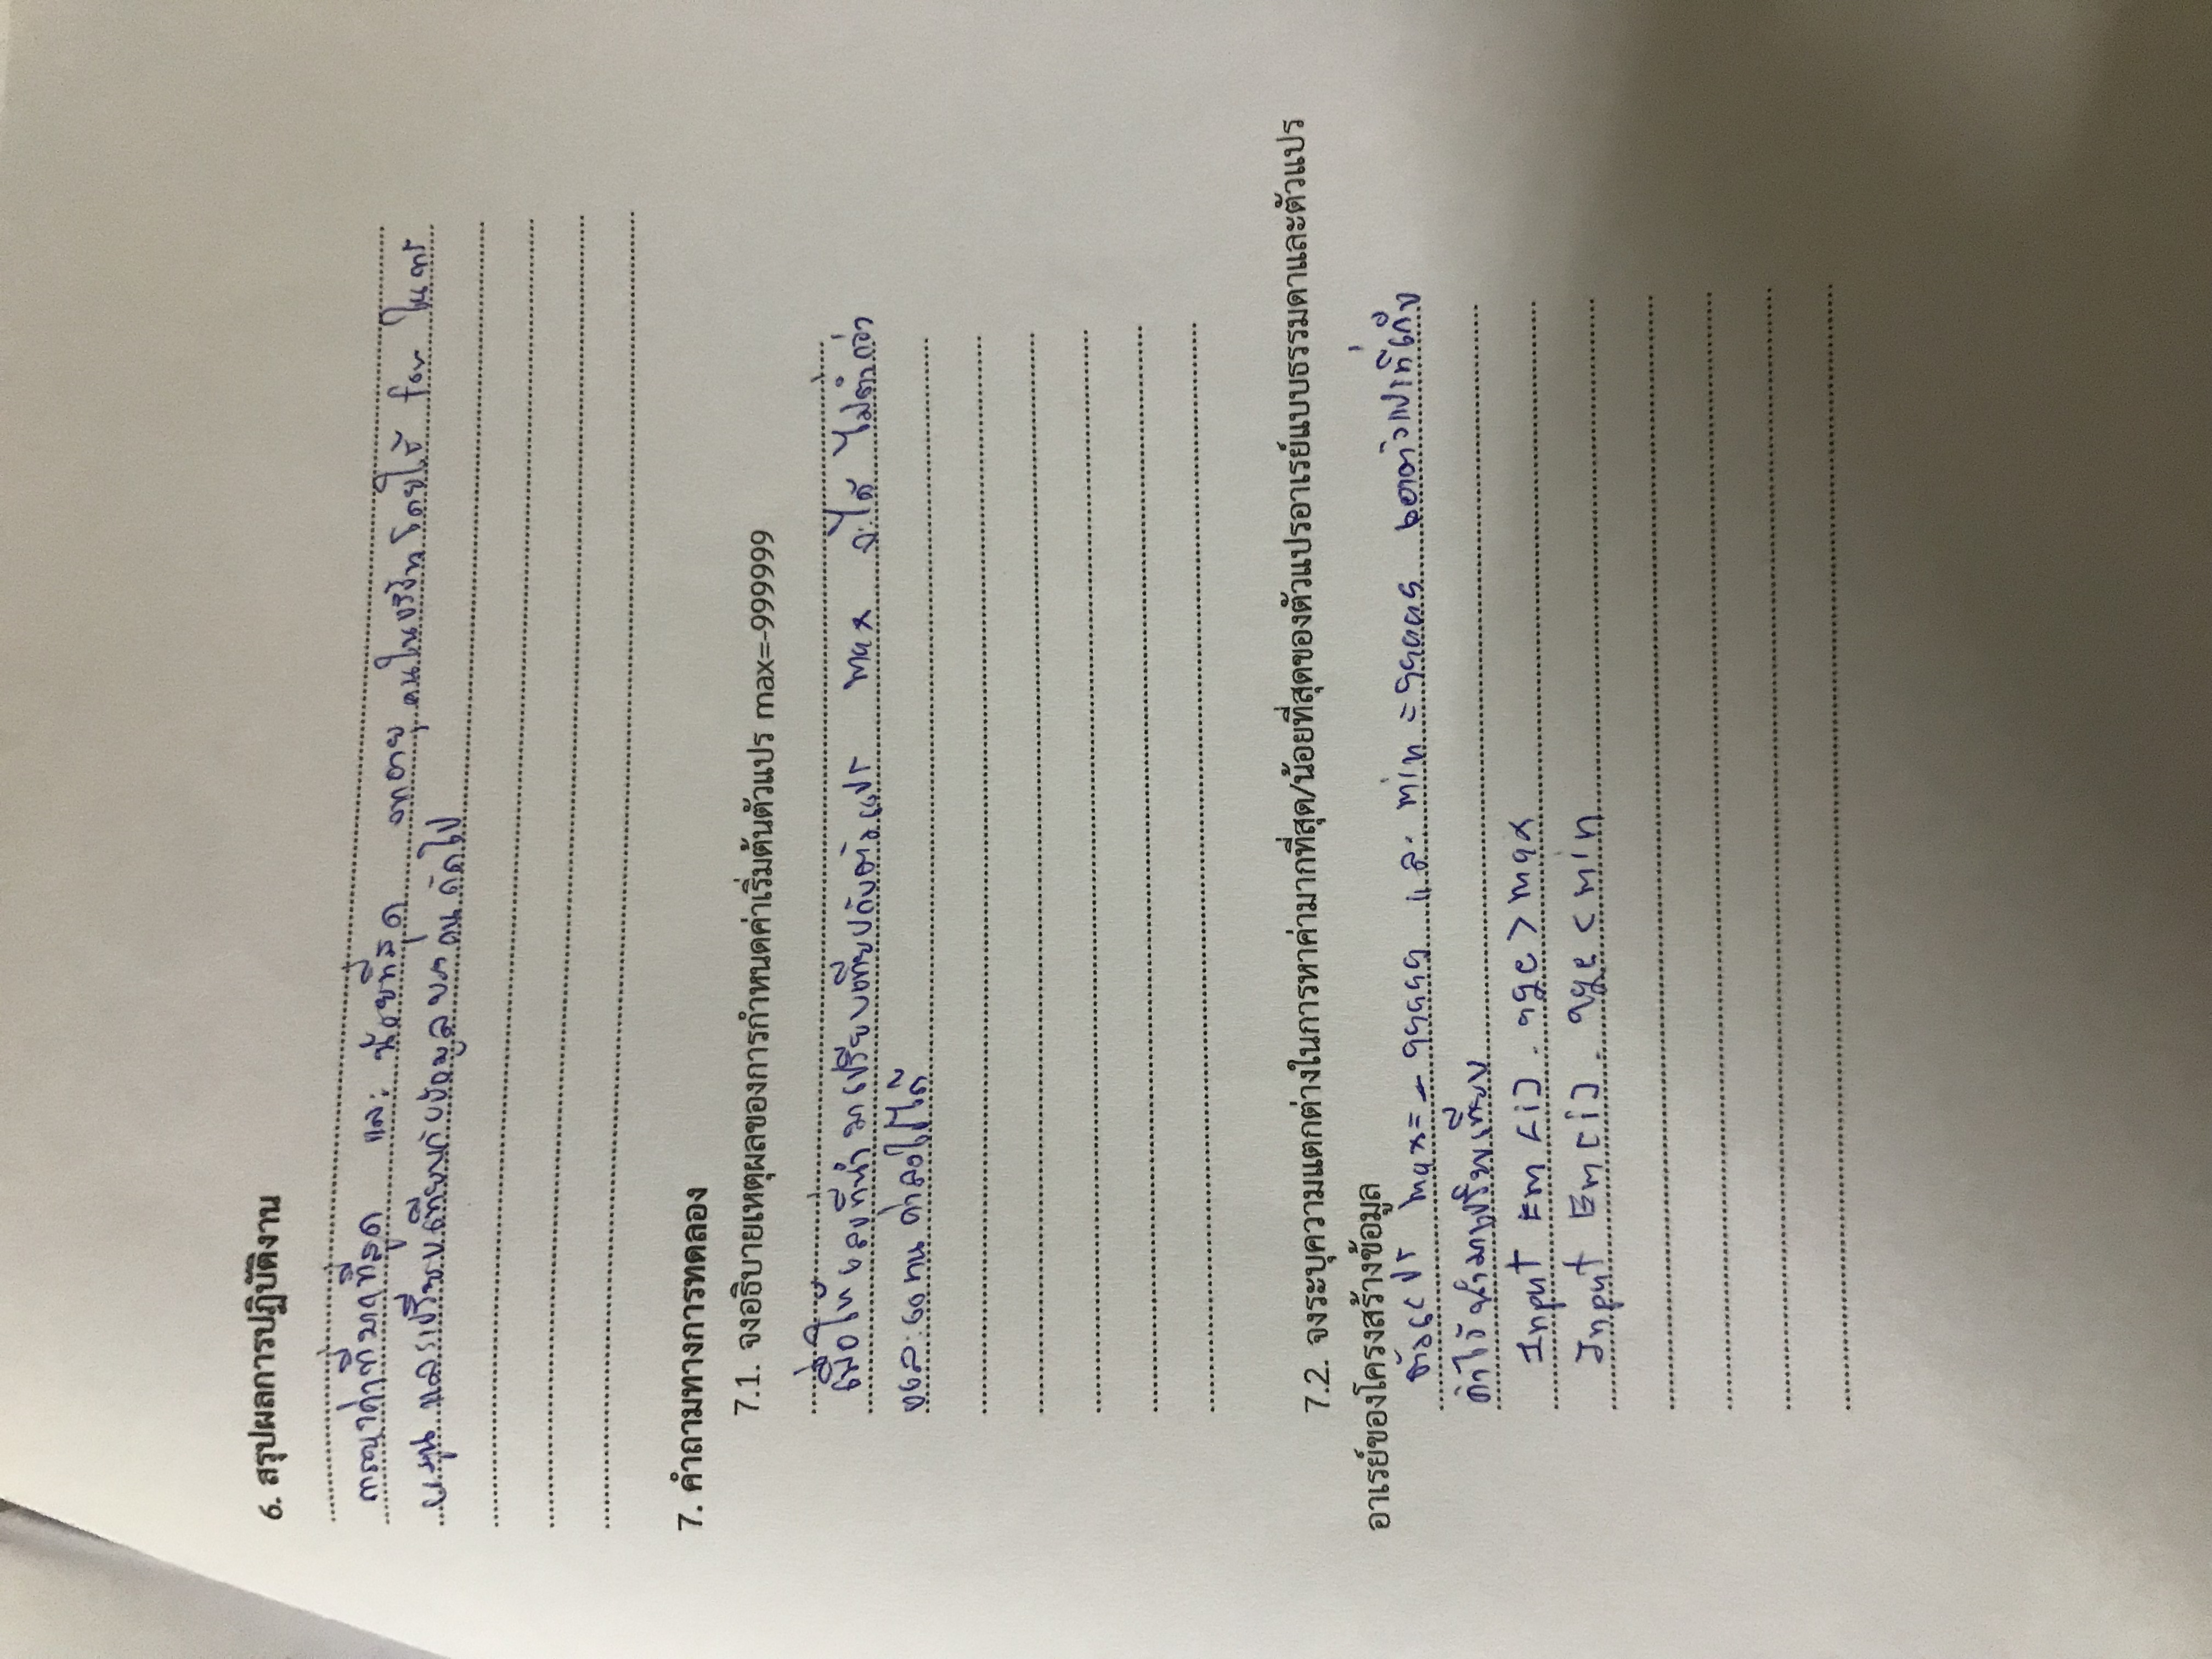 6. สรุปผลการปฏิบัติงาน
การหาค่าที่มากที่สุด และ น้อยที่สุด จากอายุ คนในบริษัท โดยใช้ for ในการ
หมุน และเปรียบเทียบกับข้อมูลของคนถัดไป
7. คำถามทางการทดลอง
7.1. จงอธิบายเหตุผลของการกำหนดค่าเริ่มต้นตัวแปร max=-999999
เพื่อให้เลขที่นำมาเปรียบเทียบกับตัวแปร max จะได้ ไม่ต่ำกว่า
ค่าลงไปได้
7.2. จงระบุความแตกต่างในการหาค่ามากที่สุด/น้อยที่สุดของตัวแปรอาเรย์แบบธรรมดาและตัวแปร
อาเรย์ของโครงสร้างข้อมูล
ตัวแปร max=-99999 และ min=99999 เอาตัวแปรที่เก็บ
ค่าไว้นำมาเปรียบเทียบ
Input Em[i].age>max
Input Em[i].age<min